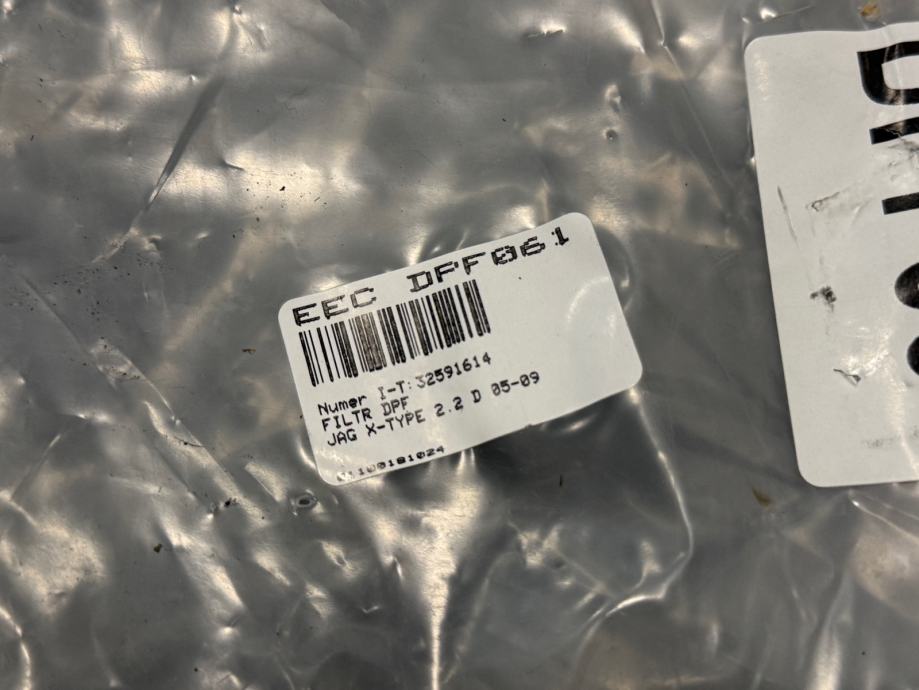 EEC DPF061
Numer I-T:32591614
FILTR DPF
JAG X-TYPE 2.2 D 05-09